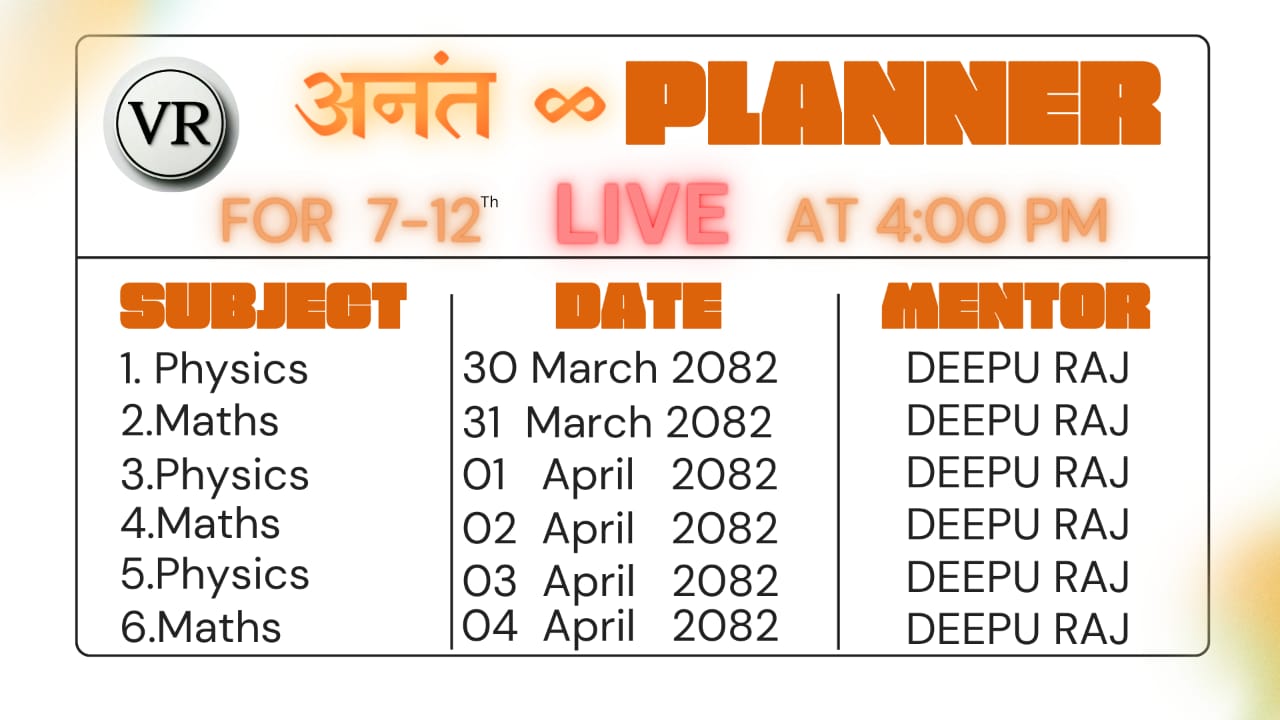 VR
अनंत ∞ PLANNER
FOR 7-12Th LIVE AT 4:00 PM
SUBJECT DATE MENTOR
1. Physics 30 March 2082 DEEPU RAJ
2.Maths 31 March 2082 DEEPU RAJ
3.Physics 01 April 2082 DEEPU RAJ
4.Maths 02 April 2082 DEEPU RAJ
5.Physics 03 April 2082 DEEPU RAJ
6.Maths 04 April 2082 DEEPU RAJ